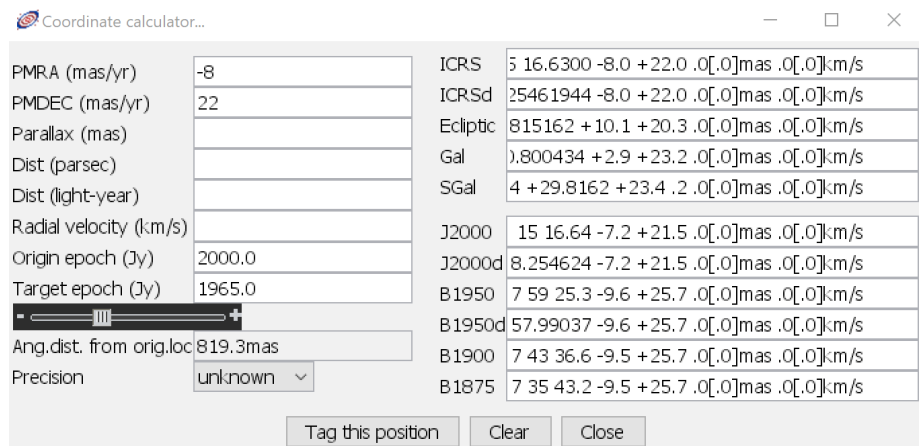 Coordinate calculator...
PMRA (mas/yr) -8
PMDEC (mas/yr) 22
Parallax (mas)
Dist (parsec)
Dist (light-year)
Radial velocity (km/s)
Origin epoch (Jy) 2000.0
Target epoch (Jy) 1965.0
- +
Ang.dist. from orig.loc 819.3mas
Precision unknown
ICRS 5 16.6300 -8.0 +22.0 .0[.0]mas .0[.0]km/s
ICRSd 25461944 -8.0 +22.0 .0[.0]mas .0[.0]km/s
Ecliptic 815162 +10.1 +20.3 .0[.0]mas .0[.0]km/s
Gal 0.800434 +2.9 +23.2 .0[.0]mas .0[.0]km/s
SGal 4 +29.8162 +23.4 .2 .0[.0]mas .0[.0]km/s
J2000 15 16.64 -7.2 +21.5 .0[.0]mas .0[.0]km/s
J2000d 8.254624 -7.2 +21.5 .0[.0]mas .0[.0]km/s
B1950 7 59 25.3 -9.6 +25.7 .0[.0]mas .0[.0]km/s
B1950d 57.99037 -9.6 +25.7 .0[.0]mas .0[.0]km/s
B1900 7 43 36.6 -9.5 +25.7 .0[.0]mas .0[.0]km/s
B1875 7 35 43.2 -9.5 +25.7 .0[.0]mas .0[.0]km/s
Tag this position Clear Close